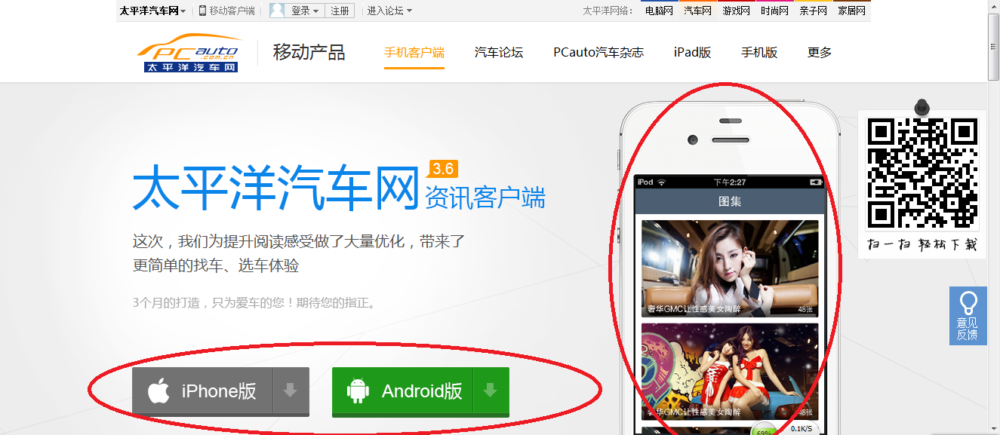 太平洋汽车网 移动客户端 登录 注册 进入论坛 太平洋网络： 电脑网 汽车网 游戏网 时尚网 亲子网 家居网
PCauto
.com.cn
太平洋汽车网
移动产品 手机客户端 汽车论坛 PCauto汽车杂志 iPad版 手机版 更多
太平洋汽车网 3.6
资讯客户端
这次，我们为提升阅读感受做了大量优化，带来了
更简单的找车、选车体验
3个月的打造，只为爱车的您！期待您的指正。
iPhone版 Android版
iPod 下午2:27
图集
奢华GMC让性感美女陶醉 48张
奢华GMC让性感美女陶醉 48张
69% 0.1K/S
扫一扫 轻松下载
意见
反馈